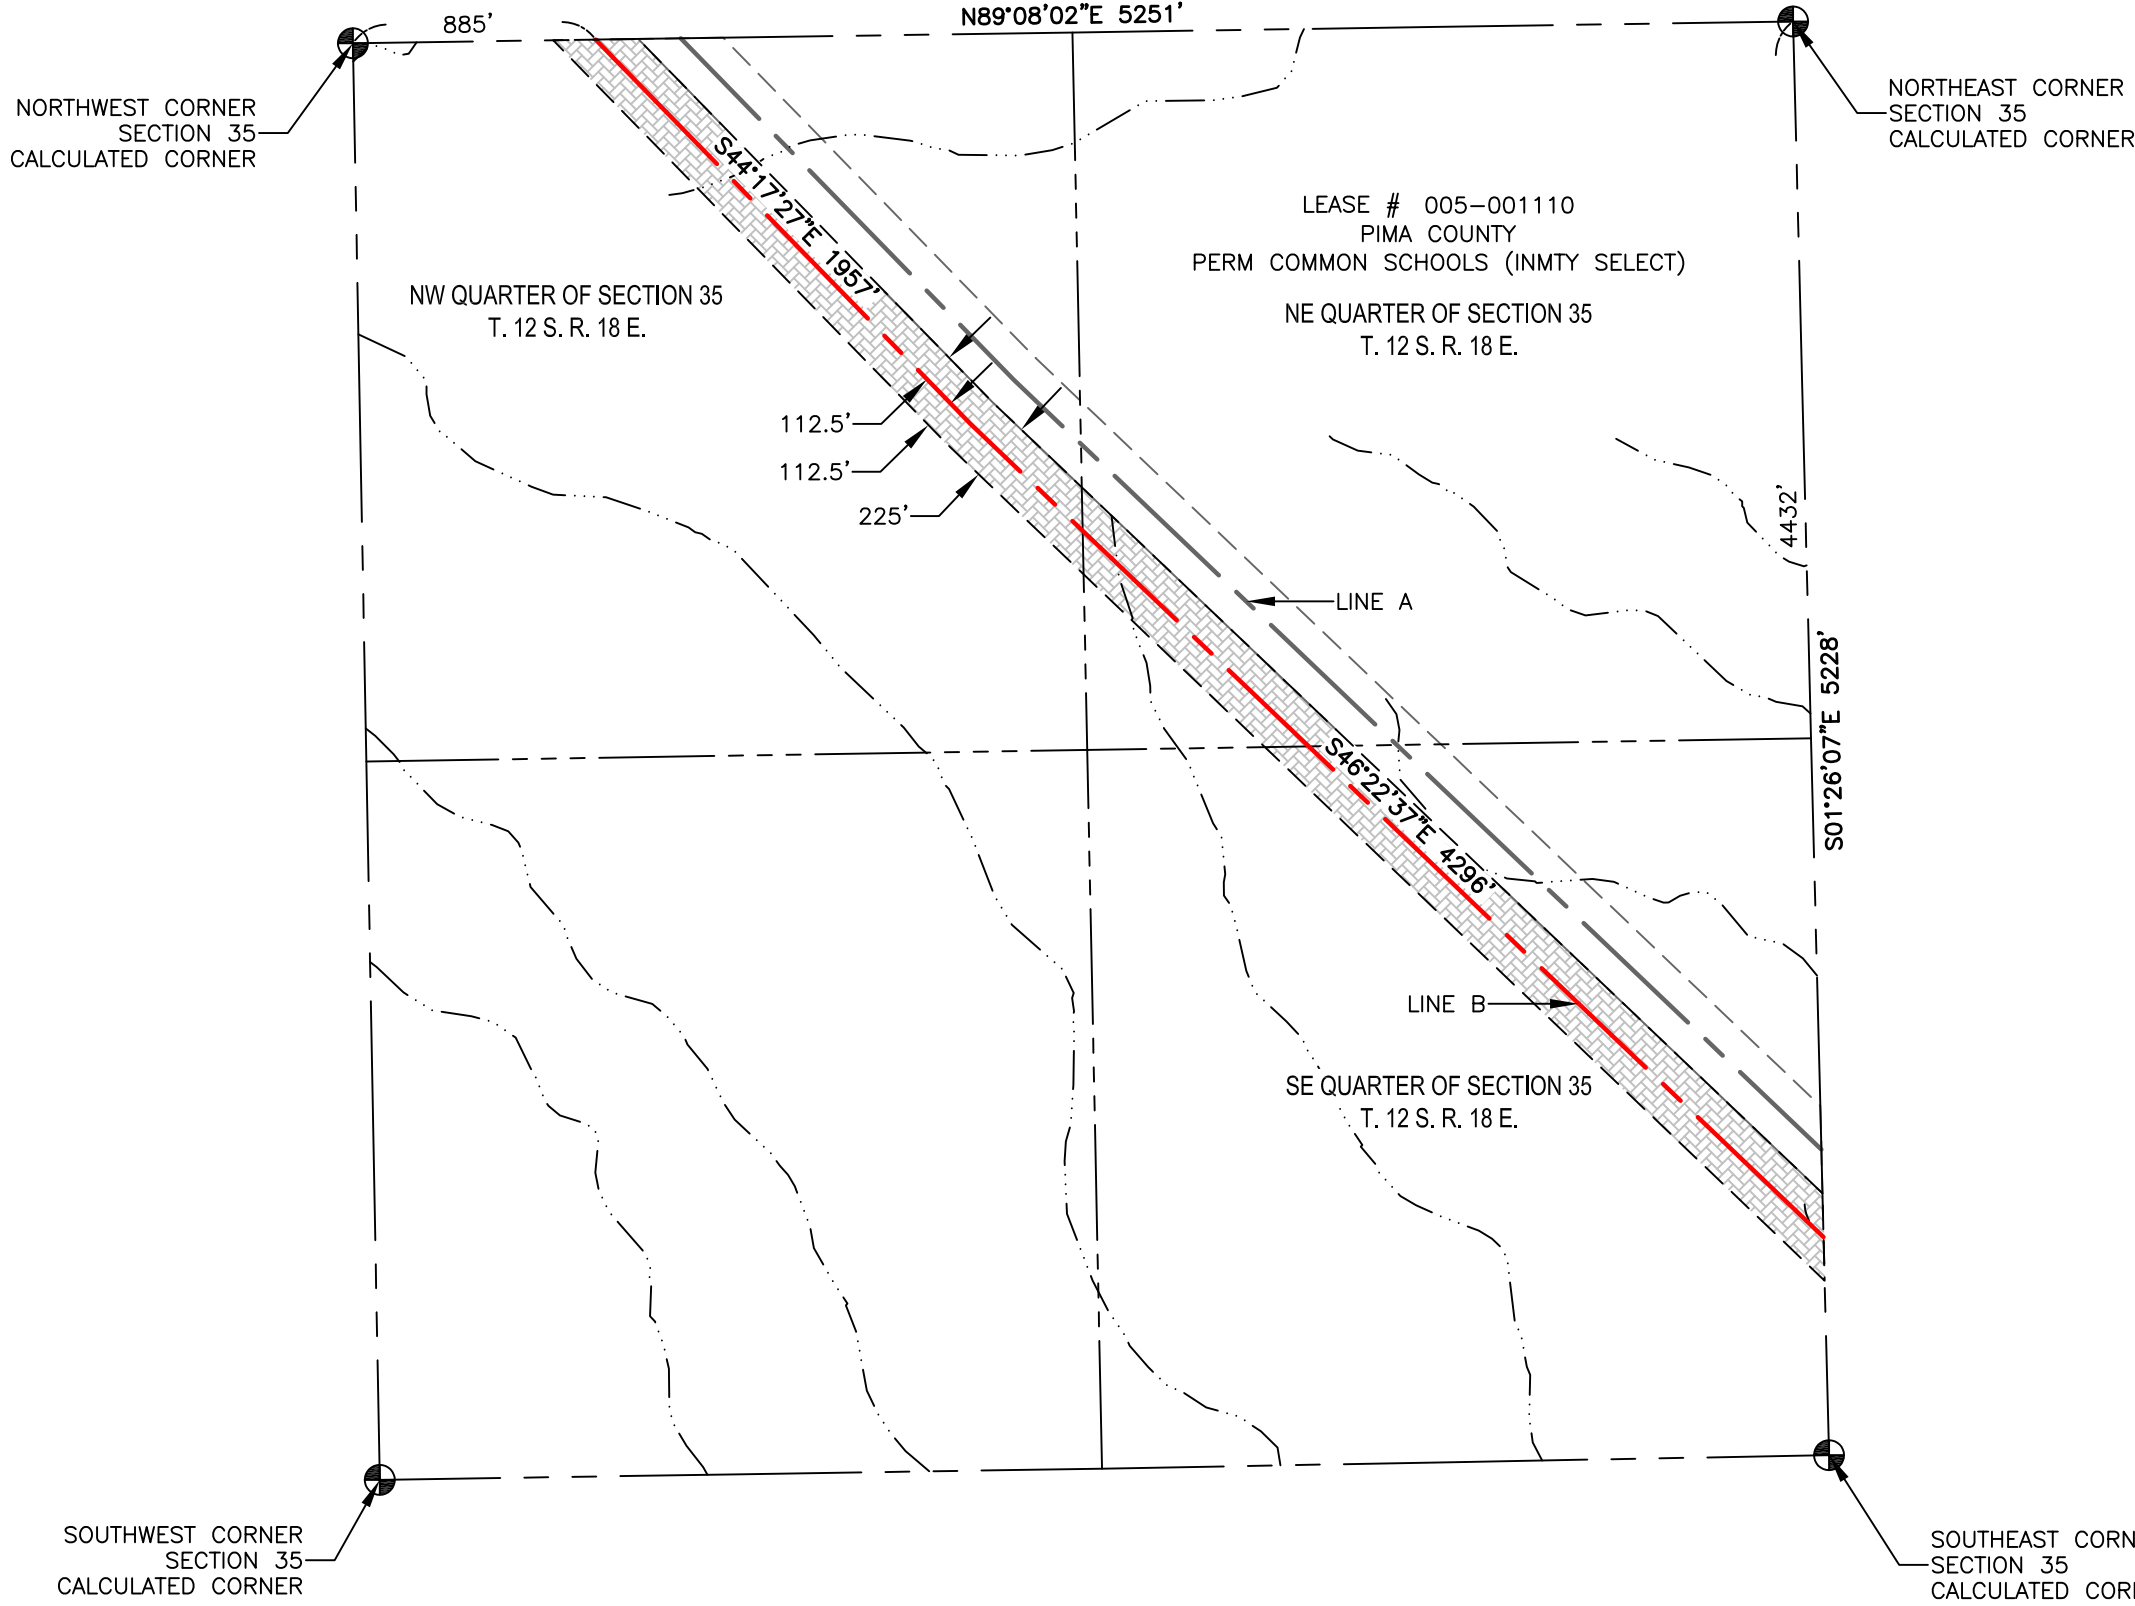 885'
N89°08'02"E 5251'
NORTHWEST CORNER
SECTION 35
CALCULATED CORNER
NORTHEAST CORNER
SECTION 35
CALCULATED CORNER
S44°17'27"E 1957'
LEASE # 005-001110
PIMA COUNTY
PERM COMMON SCHOOLS (INMTY SELECT)
NW QUARTER OF SECTION 35
T. 12 S. R. 18 E.
NE QUARTER OF SECTION 35
T. 12 S. R. 18 E.
112.5'
112.5'
225'
4432'
LINE A
S01°26'07"E 5228'
S46°22'37"E 4296'
LINE B
SE QUARTER OF SECTION 35
T. 12 S. R. 18 E.
SOUTHWEST CORNER
SECTION 35
CALCULATED CORNER
SOUTHEAST CORN
SECTION 35
CALCULATED COR